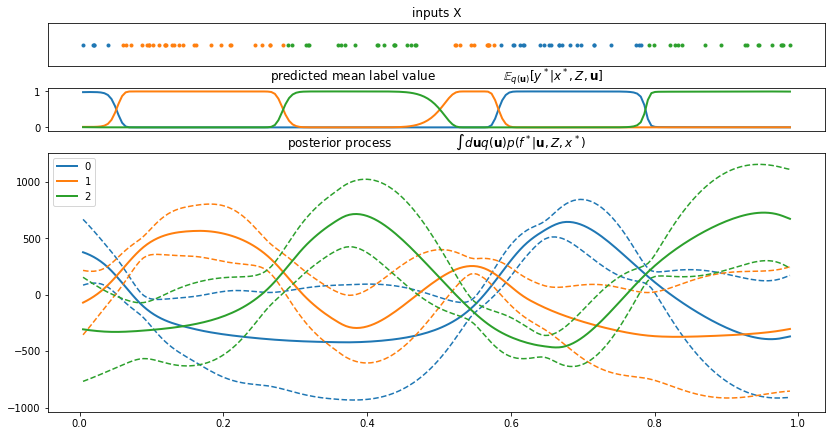 inputs X
predicted mean label value 𝔼_{q(𝐮)}[y*|x*, Z, 𝐮]
1
0
posterior process ∫d𝐮q(𝐮)p(f*|𝐮, Z, x*)
0
1
2
1000
500
0
−500
−1000
0.0 0.2 0.4 0.6 0.8 1.0